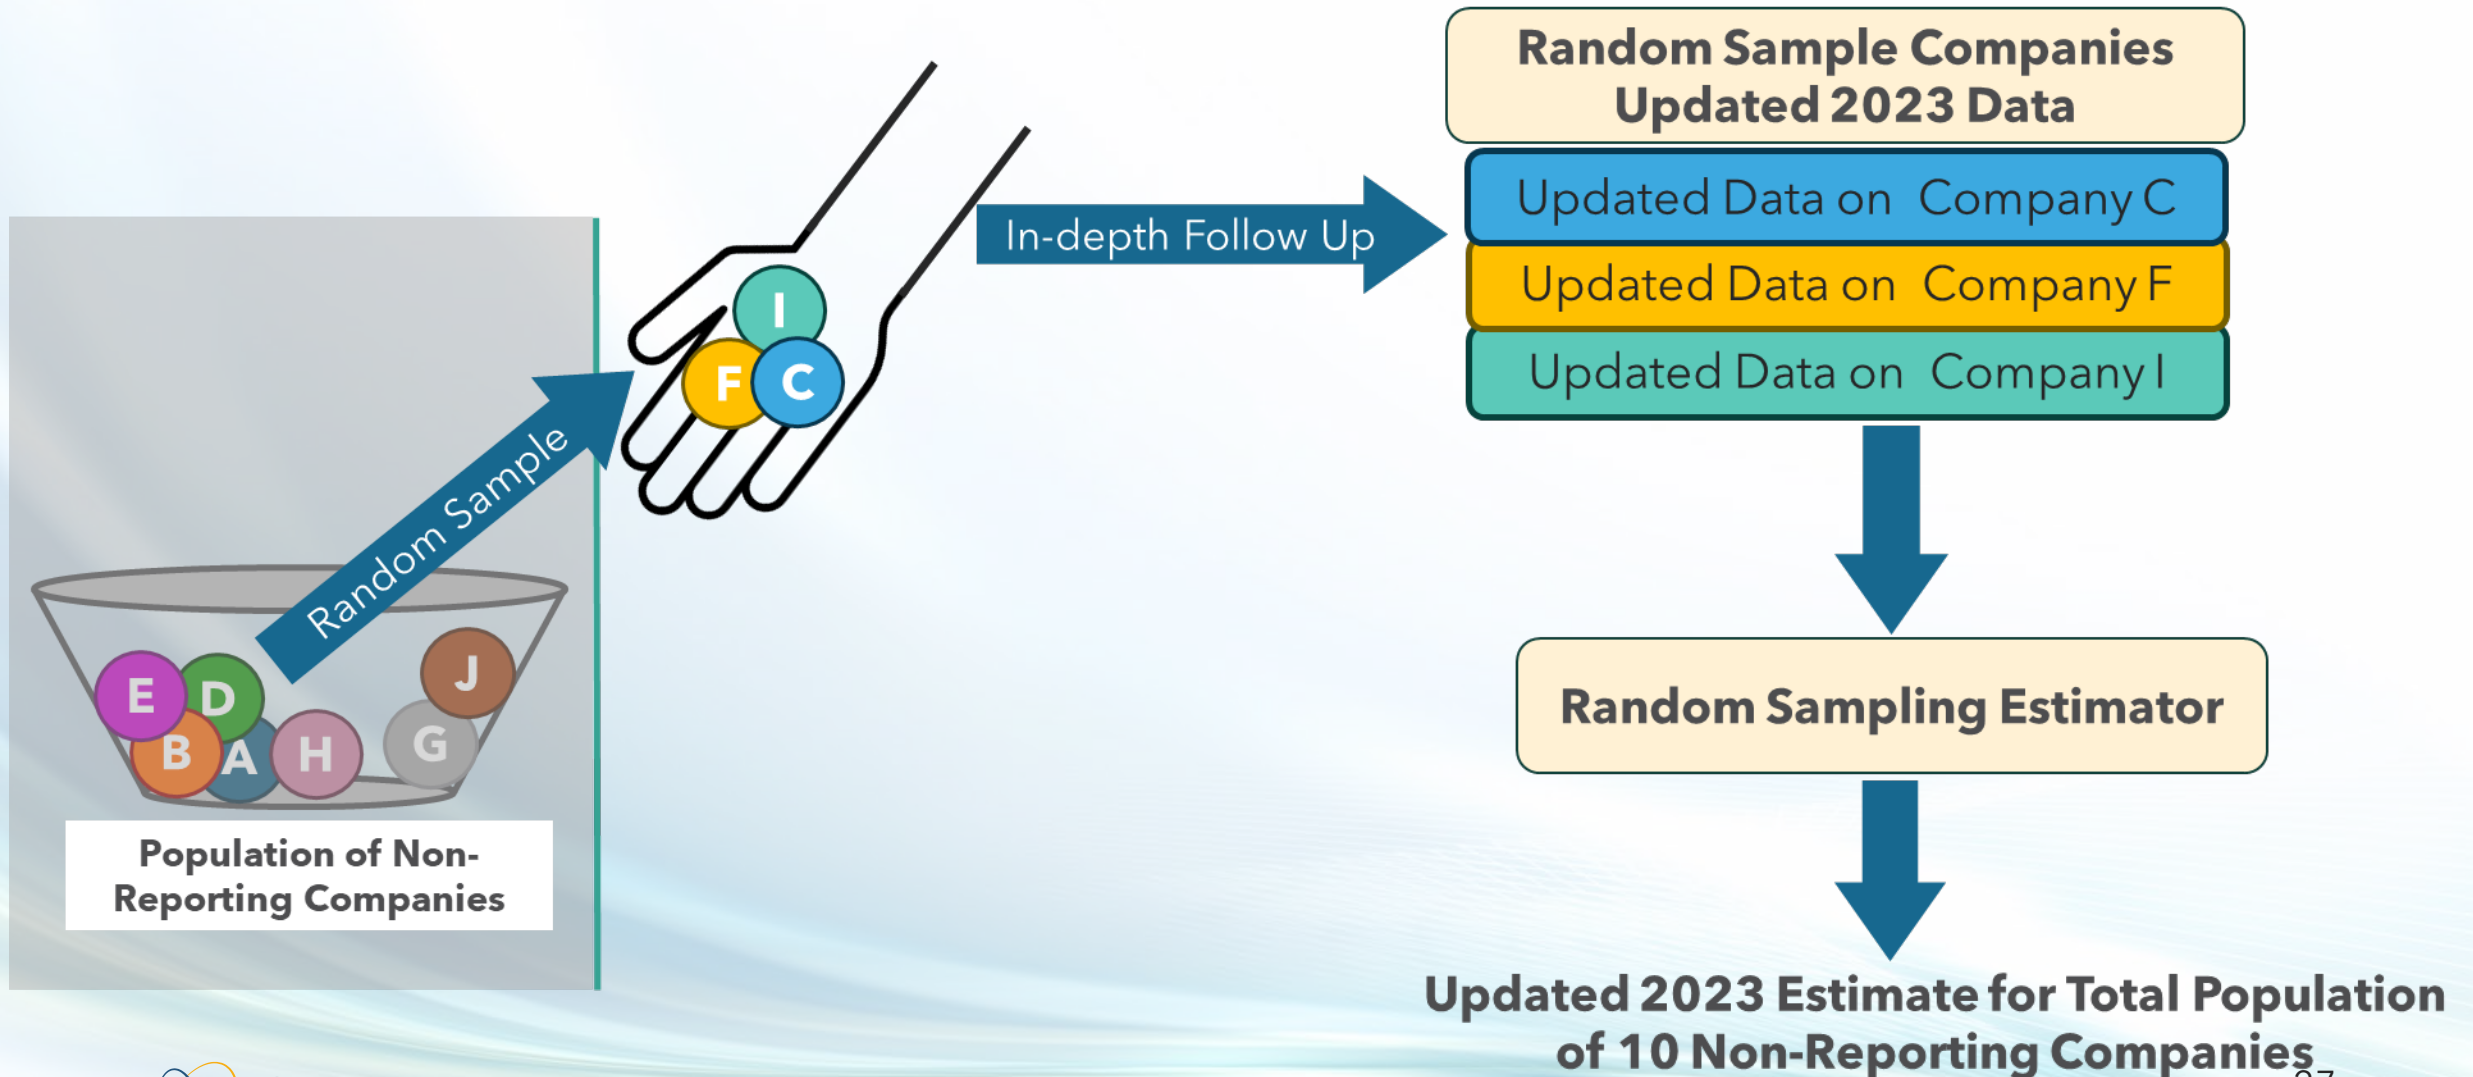 Random Sample Companies
Updated 2023 Data
Updated Data on Company C
Updated Data on Company F
Updated Data on Company I
In-depth Follow Up
I
F
C
Random Sample
E
D
J
B
A
H
G
Population of Non-
Reporting Companies
Random Sampling Estimator
Updated 2023 Estimate for Total Population
of 10 Non-Reporting Companies